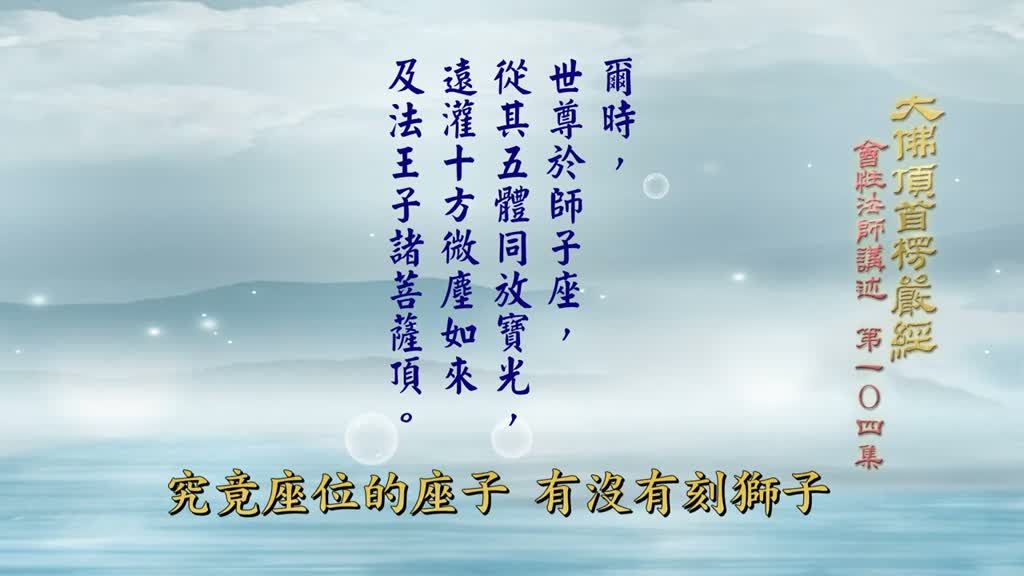 大佛頂首楞嚴經
會性法師講述 第一〇四集
爾時，
世尊於師子座，
從其五體同放寶光，
遠灌十方微塵如來
及法王子諸菩薩頂。
究竟座位的座子 有沒有刻獅子